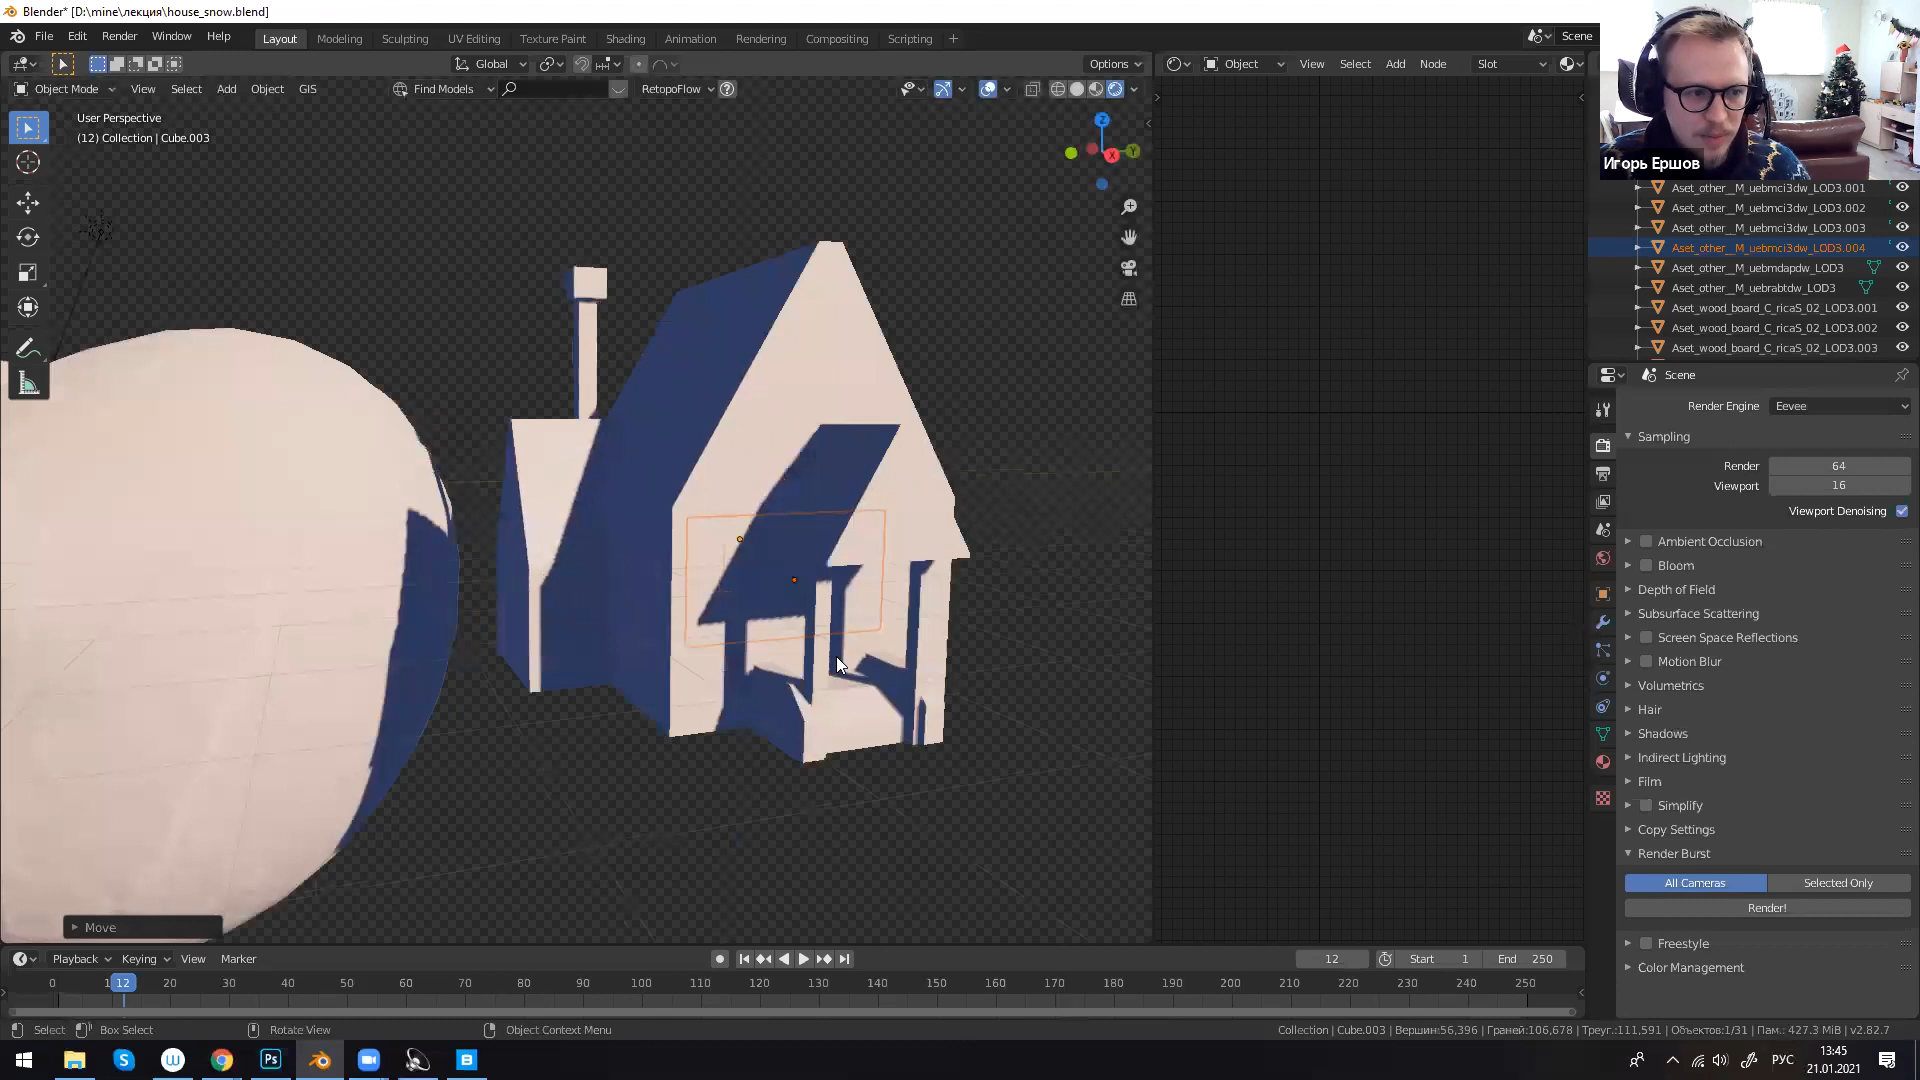 Blender* [D:\mine\лекция\house_snow.blend]
File Edit Render Window Help Layout Modeling Sculpting UV Editing Texture Paint Shading Animation Rendering Compositing Scripting + Scene
Global Options Object View Select Add Node Slot
Object Mode View Select Add Object GIS Find Models RetopoFlow ?
User Perspective
(12) Collection | Cube.003
Z
X
Y
Игорь Ершов
Aset_other__M_uebmci3dw_LOD3.001
Aset_other__M_uebmci3dw_LOD3.002
Aset_other__M_uebmci3dw_LOD3.003
Aset_other__M_uebmci3dw_LOD3.004
Aset_other__M_uebmdapdw_LOD3
Aset_other__M_uebrabtdw_LOD3
Aset_wood_board_C_ricaS_02_LOD3.001
Aset_wood_board_C_ricaS_02_LOD3.002
Aset_wood_board_C_ricaS_02_LOD3.003
Scene
Render Engine Eevee
Sampling
Render 64
Viewport 16
Viewport Denoising
Ambient Occlusion
Bloom
Depth of Field
Subsurface Scattering
Screen Space Reflections
Motion Blur
Volumetrics
Hair
Shadows
Indirect Lighting
Film
Simplify
Copy Settings
Render Burst
All Cameras Selected Only
Render!
Freestyle
Color Management
Move
Playback Keying View Marker 12 Start 1 End 250
0 12 20 30 40 50 60 70 80 90 100 110 120 130 140 150 160 170 180 190 200 210 220 230 240 250
Select Box Select Rotate View Object Context Menu Collection | Cube.003 | Вершин:56,396 | Граней:106,678 | Треуг.:111,591 | Объектов:1/31 | Пам.: 427.3 MiB | v2.82.7
S W Ps B РУС 13:45
21.01.2021